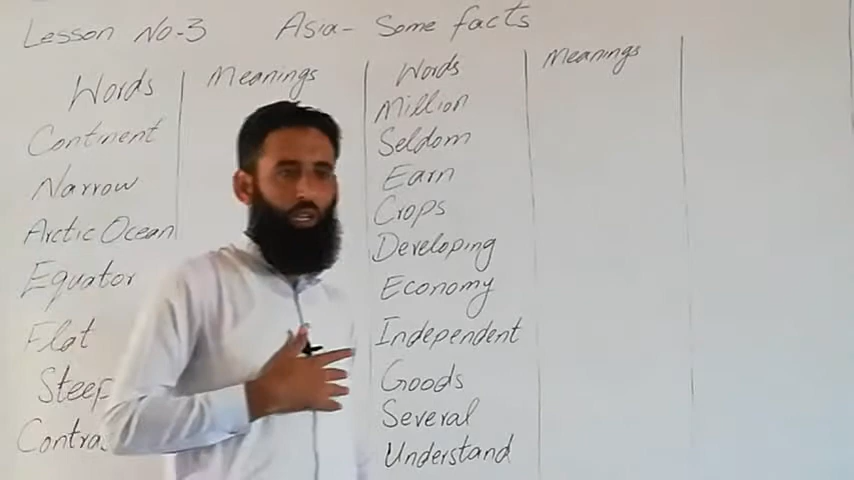 Lesson No-3 Asia- Some facts
Words Meanings Words Meanings
Continent Million
Narrow Seldom
Arctic Ocean Earn
Equator Crops
Flat Developing
Steep Economy
Independent
Goods
Several
Understand